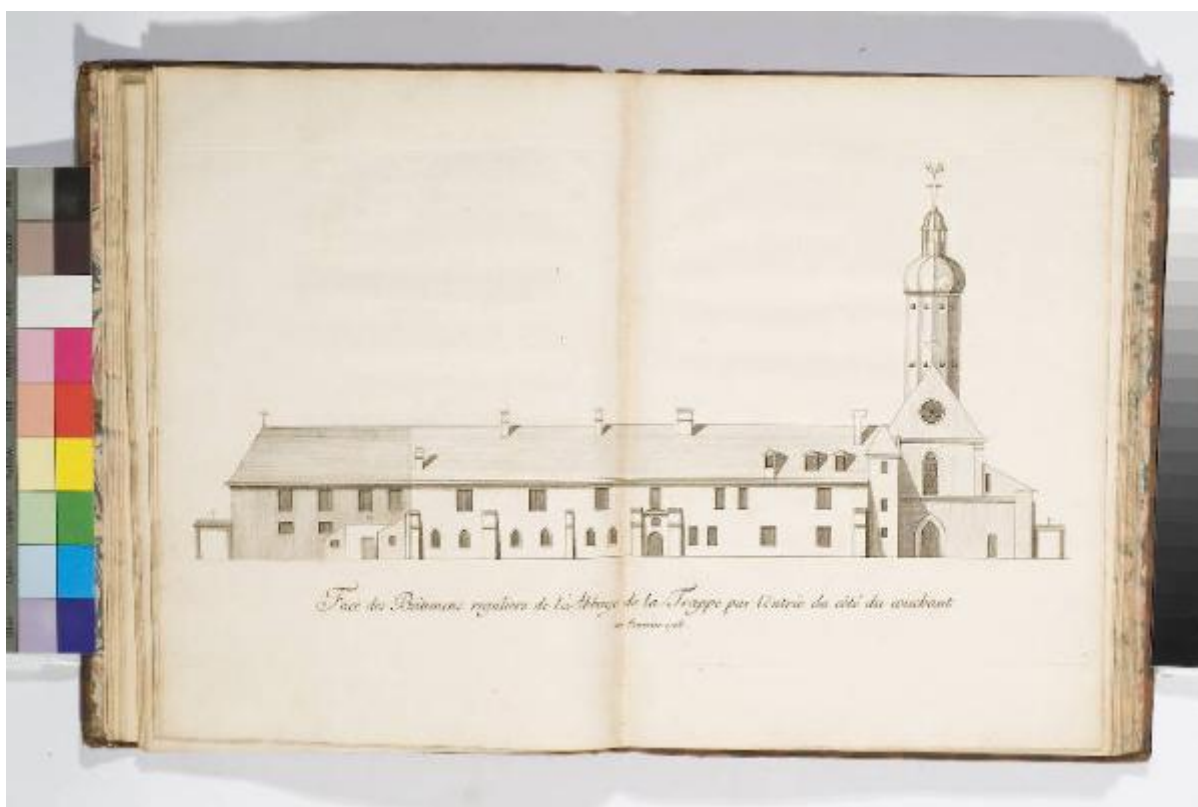 Face des Bâtimens reguliers de l'Abbaye de la Trappe par l'entrée du côté du couchant